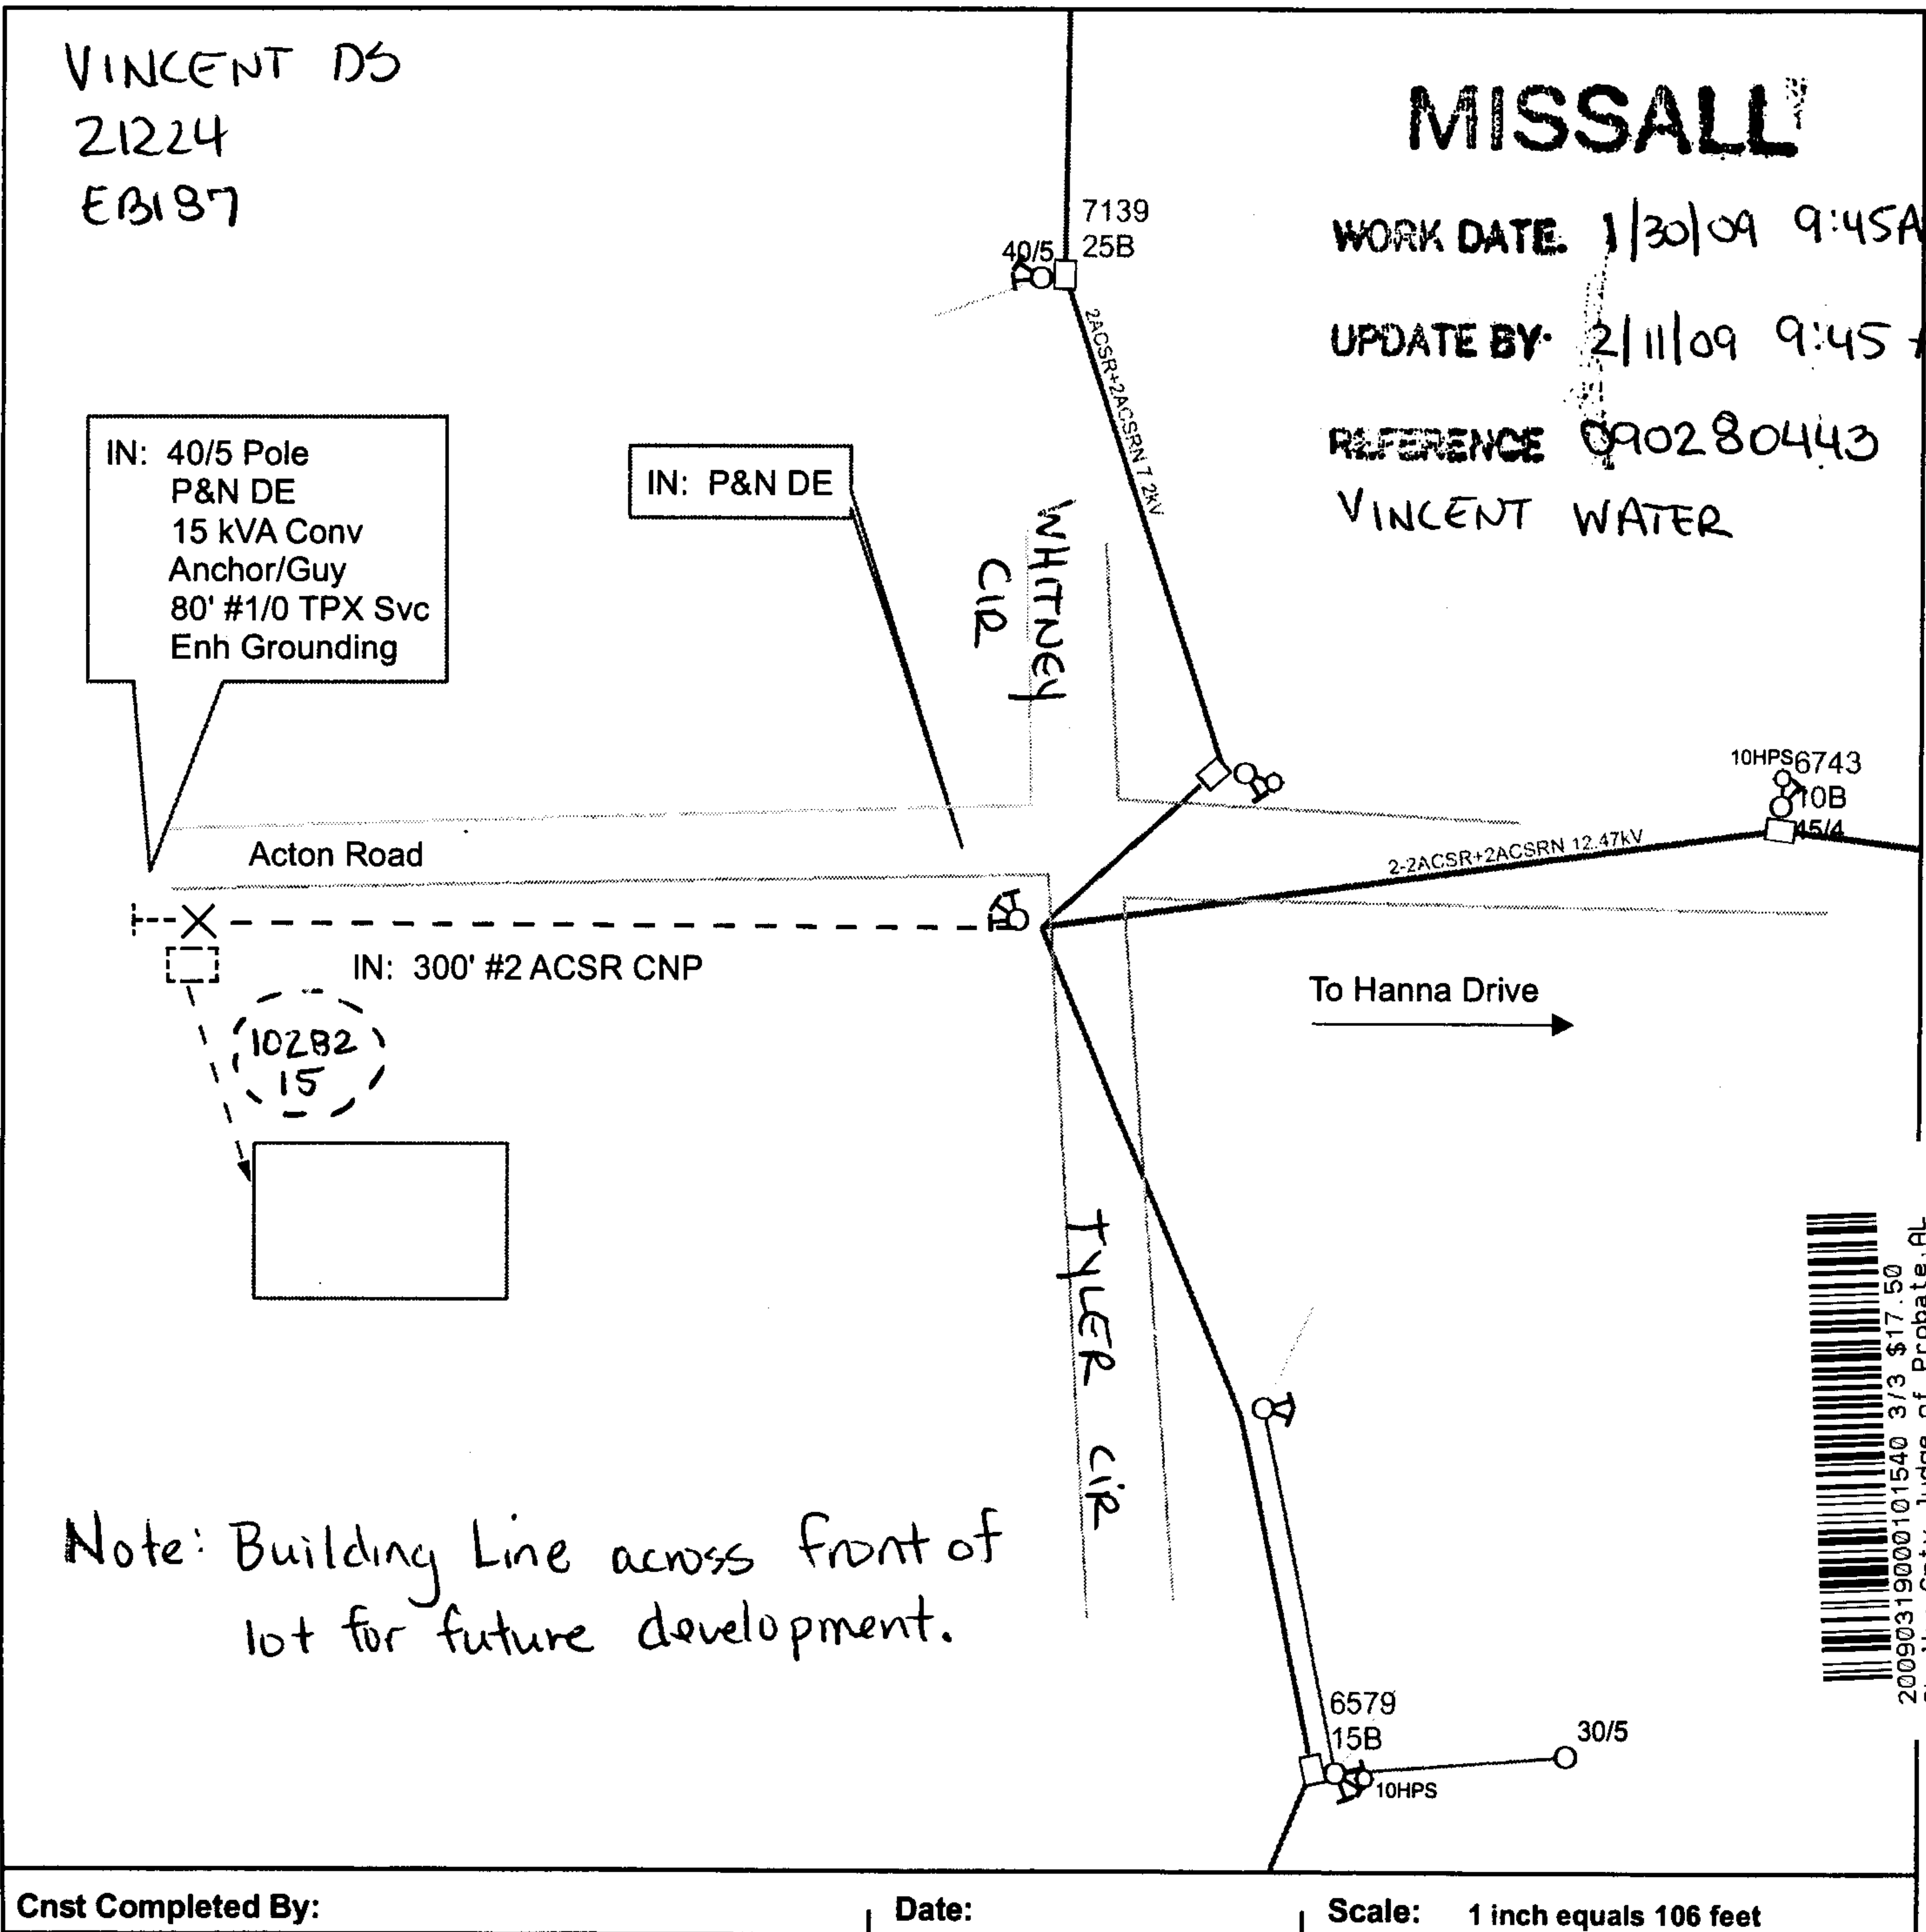 VINCENT DS
21224
EB187
MISSALL
WORK DATE. 1/30/09 9:45A
UPDATE BY. 2/11/09 9:45 A
REFERENCE 090280443
VINCENT WATER
7139
25B
40/5
2ACSR+2ACSRN 7.2kV
IN: 40/5 Pole
P&N DE
15 kVA Conv
Anchor/Guy
80' #1/0 TPX Svc
Enh Grounding
IN: P&N DE
WHITNEY
CIR
10HPS 6743
10B
45/4
Acton Road
2-2ACSR+2ACSRN 12.47kV
IN: 300' #2 ACSR CNP
To Hanna Drive
10282
15
TYLER CIR
Note: Building Line across front of
lot for future development.
6579
15B
30/5
10HPS
20090319000101540 3/3 $17.50
Judge of Probate, AL
Cnst Completed By:
Date:
Scale: 1 inch equals 106 feet